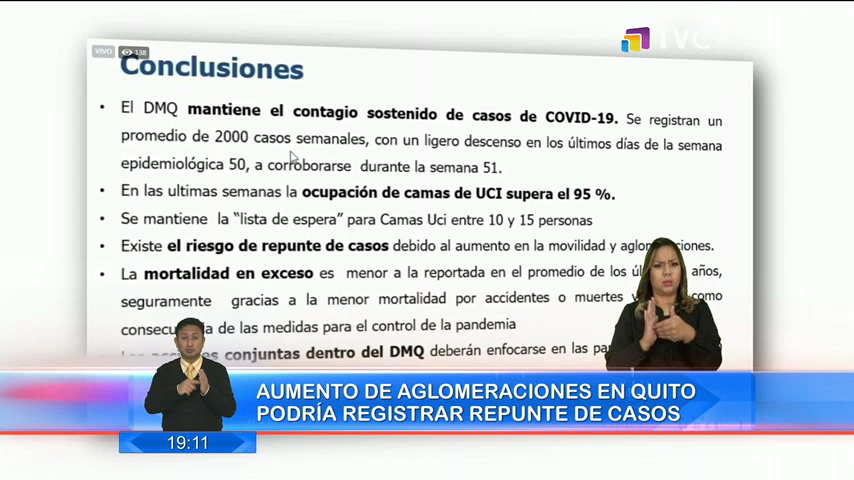 VIVO 138
TVC
Conclusiones
• El DMQ mantiene el contagio sostenido de casos de COVID-19. Se registran un
promedio de 2000 casos semanales, con un ligero descenso en los últimos días de la semana
epidemiológica 50, a corroborarse durante la semana 51.
• En las ultimas semanas la ocupación de camas de UCI supera el 95 %.
• Se mantiene la "lista de espera" para Camas Uci entre 10 y 15 personas
• Existe el riesgo de repunte de casos debido al aumento en la movilidad y aglomeraciones.
• La mortalidad en exceso es menor a la reportada en el promedio de los años,
seguramente gracias a la menor mortalidad por accidentes o muertes como
de las medidas para el control de la pandemia
• conjuntas dentro del DMQ deberán enfocarse en las
AUMENTO DE AGLOMERACIONES EN QUITO
PODRÍA REGISTRAR REPUNTE DE CASOS
19:11